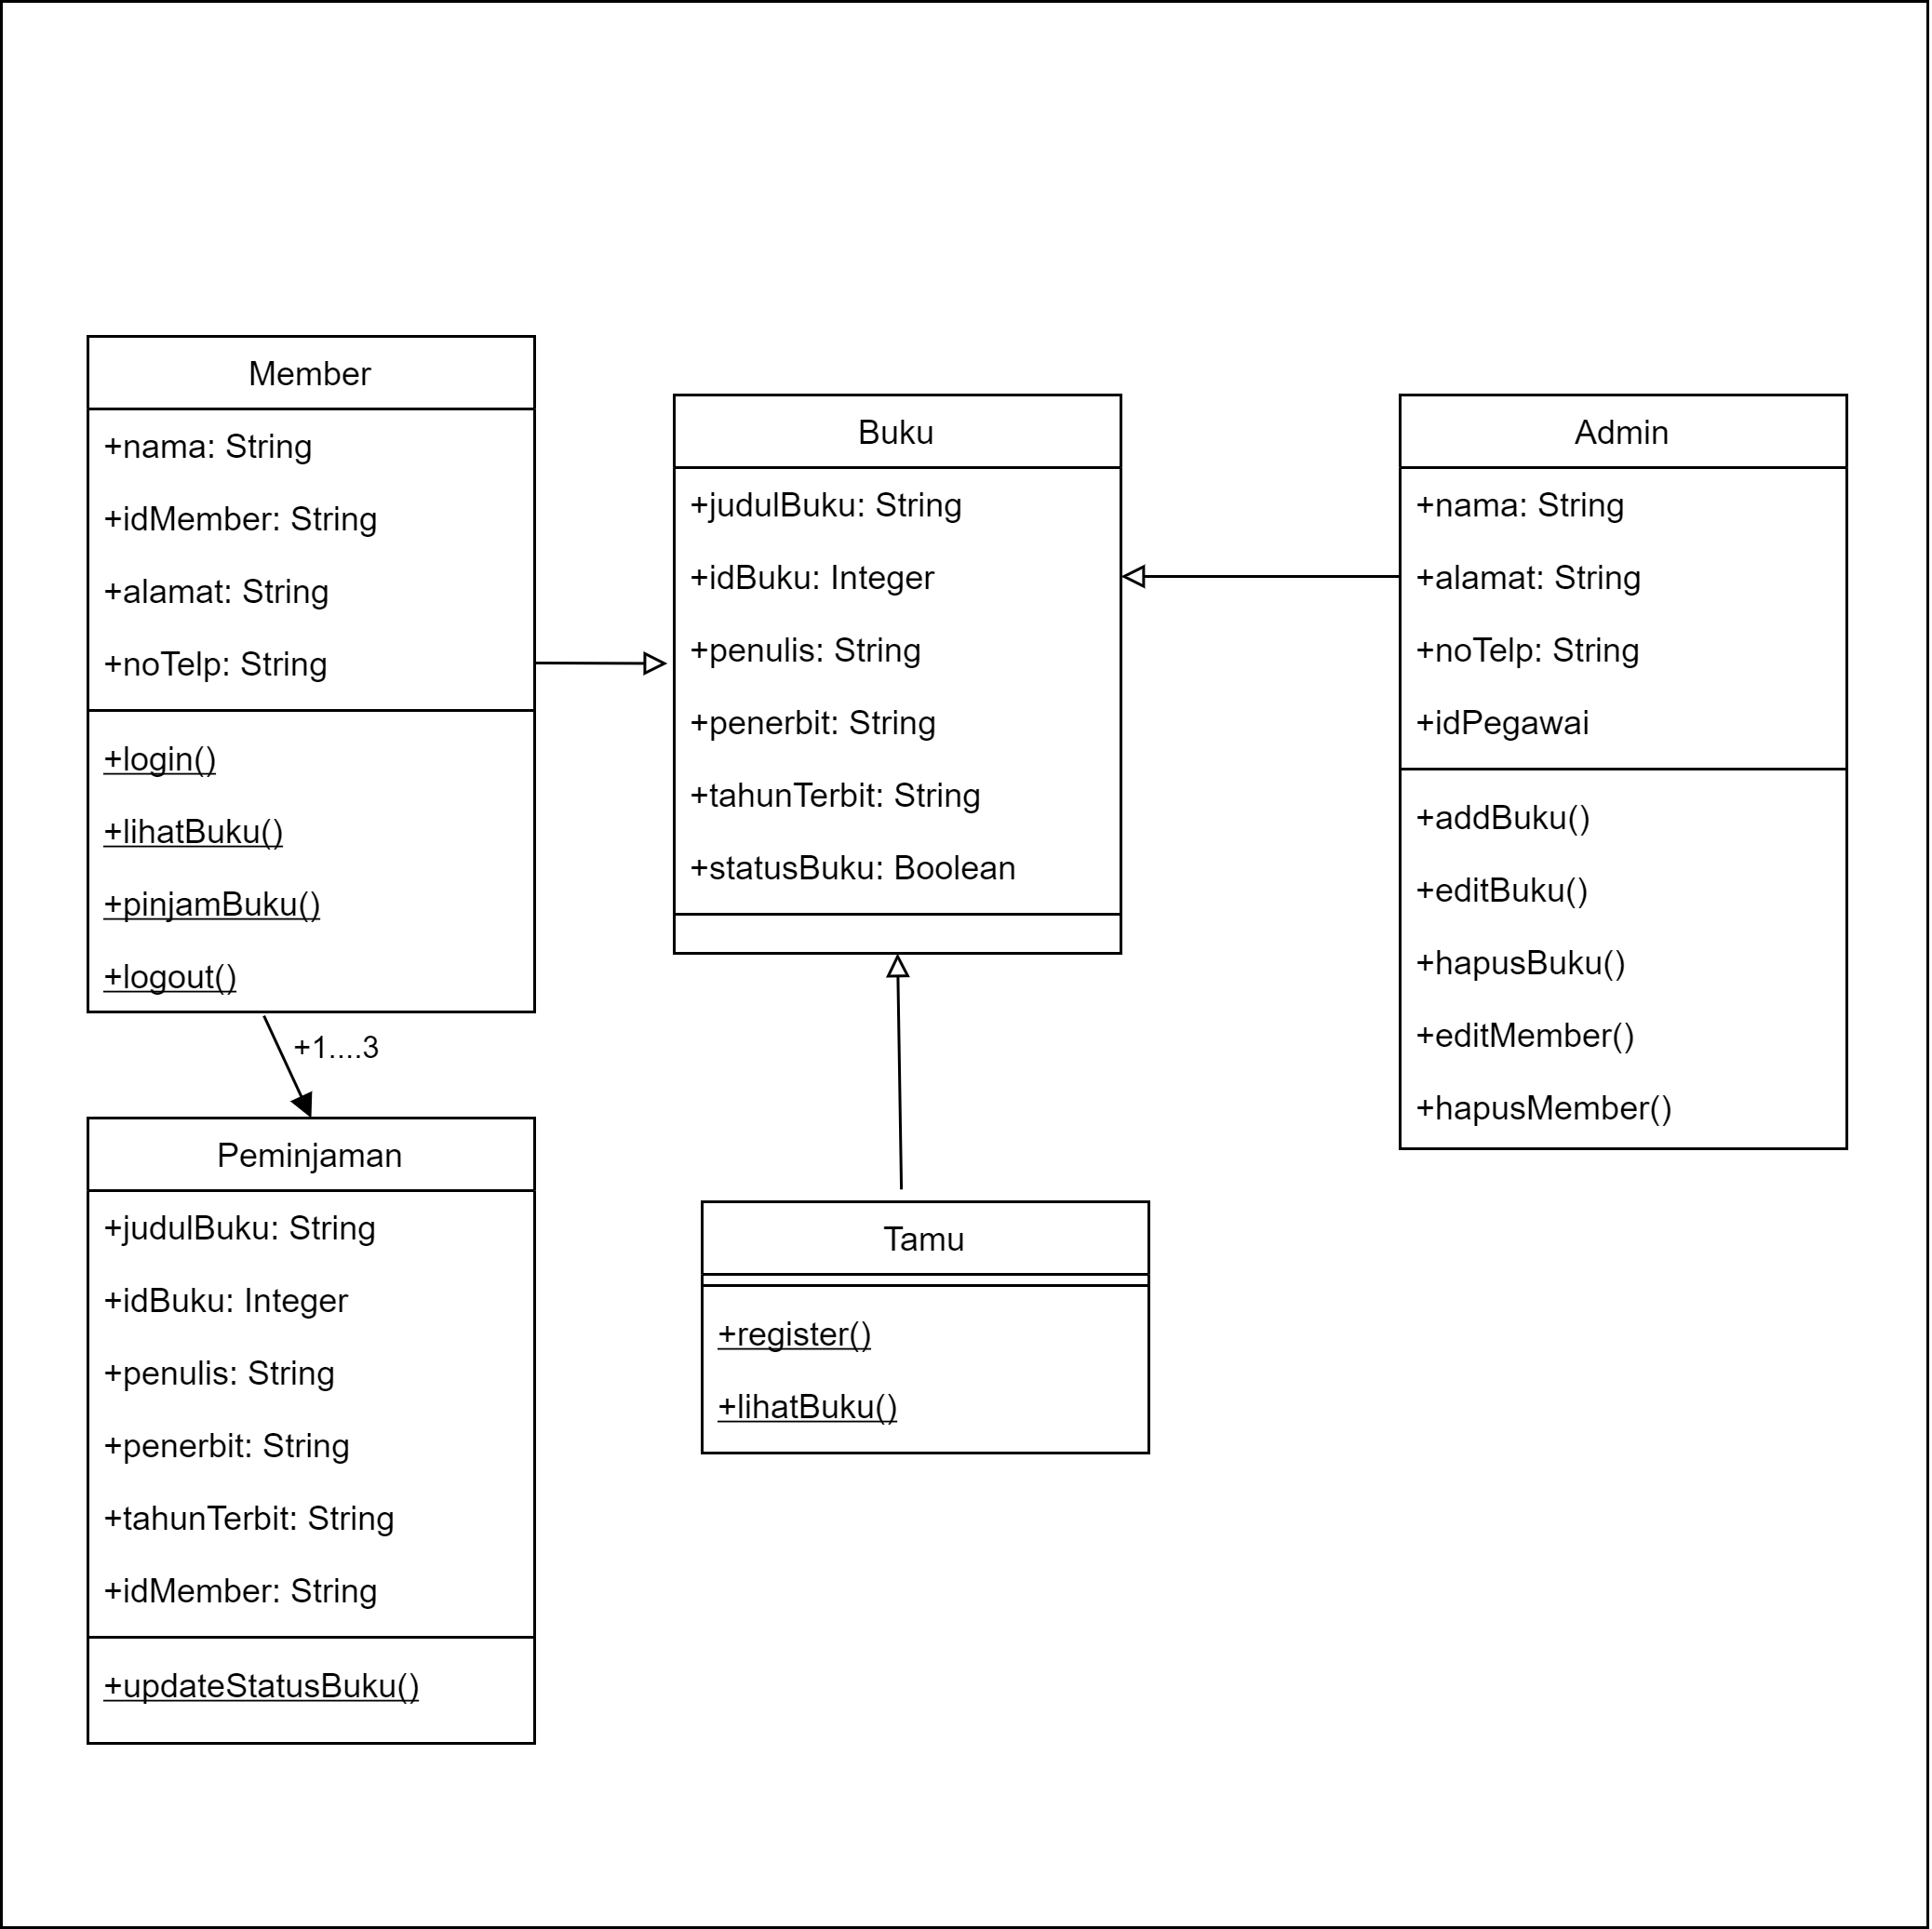 Member
+nama: String
+idMember: String
+alamat: String
+noTelp: String
+login()
+lihatBuku()
+pinjamBuku()
+logout()
+1....3
Peminjaman
+judulBuku: String
+idBuku: Integer
+penulis: String
+penerbit: String
+tahunTerbit: String
+idMember: String
+updateStatusBuku()
Buku
+judulBuku: String
+idBuku: Integer
+penulis: String
+penerbit: String
+tahunTerbit: String
+statusBuku: Boolean
Tamu
+register()
+lihatBuku()
Admin
+nama: String
+alamat: String
+noTelp: String
+idPegawai
+addBuku()
+editBuku()
+hapusBuku()
+editMember()
+hapusMember()